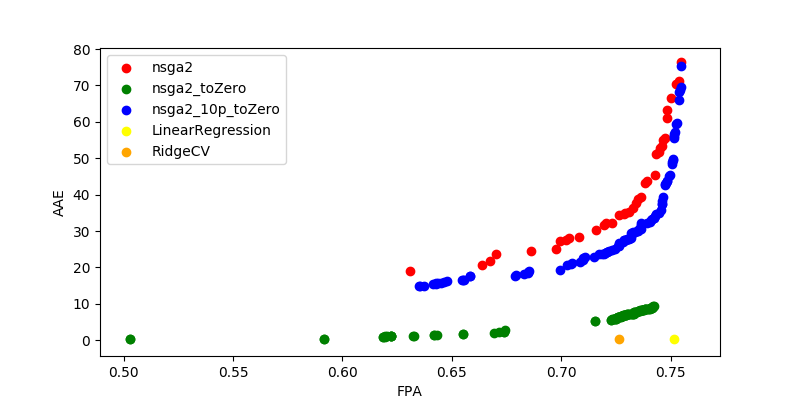 80
70
60
50
40
30
20
10
0
AAE
nsga2
nsga2_toZero
nsga2_10p_toZero
LinearRegression
RidgeCV
0.50 0.55 0.60 0.65 0.70 0.75
FPA